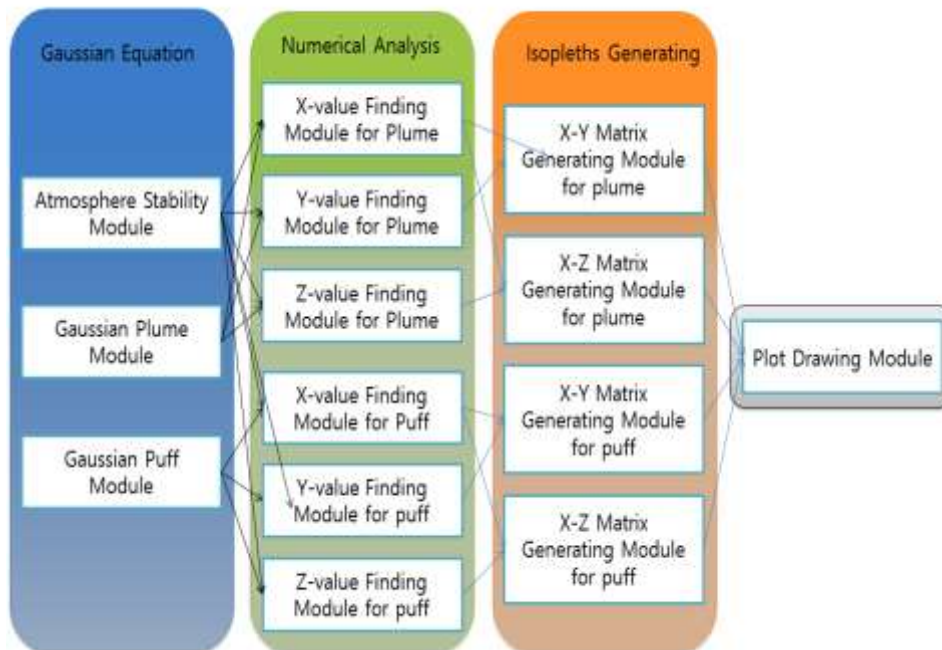 Gaussian Equation
Atmosphere Stability
Module
Gaussian Plume
Module
Gaussian Puff
Module
Numerical Analysis
X-value Finding
Module for Plume
Y-value Finding
Module for Plume
Z-value Finding
Module for Plume
X-value Finding
Module for Puff
Y-value Finding
Module for puff
Z-value Finding
Module for puff
Isopleths Generating
X-Y Matrix
Generating Module
for plume
X-Z Matrix
Generating Module
for plume
X-Y Matrix
Generating Module
for puff
X-Z Matrix
Generating Module
for puff
Plot Drawing Module